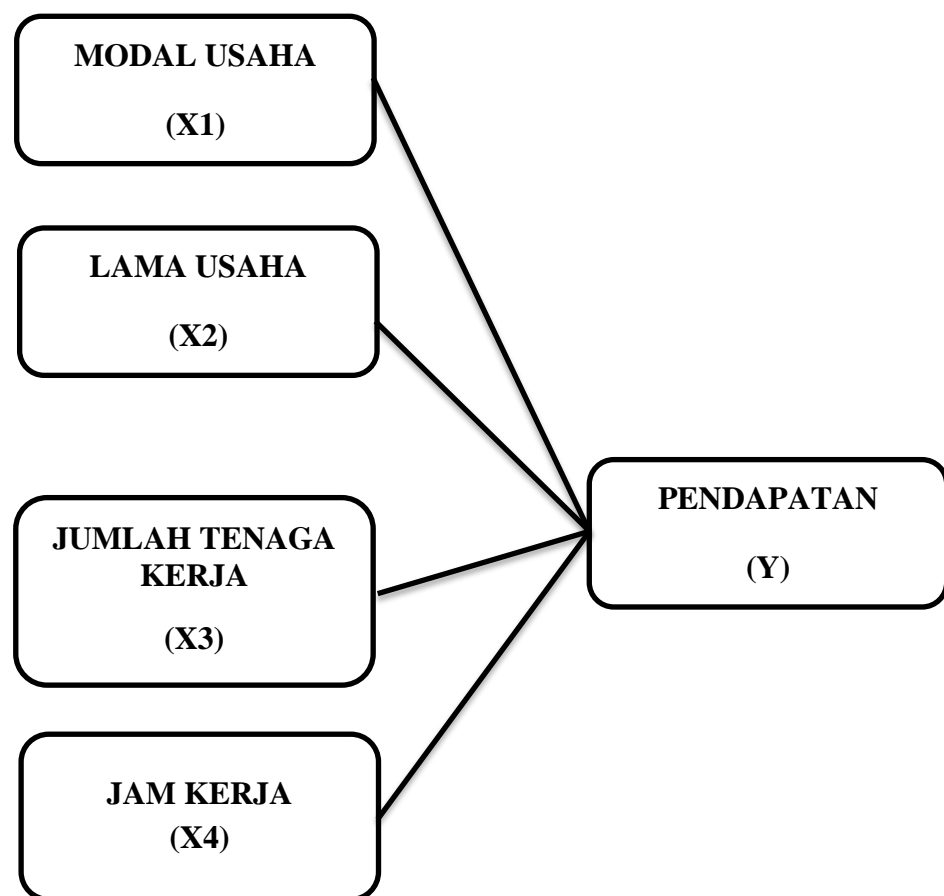 MODAL USAHA
(X1)
LAMA USAHA
(X2)
JUMLAH TENAGA
KERJA
(X3)
JAM KERJA
(X4)
PENDAPATAN
(Y)